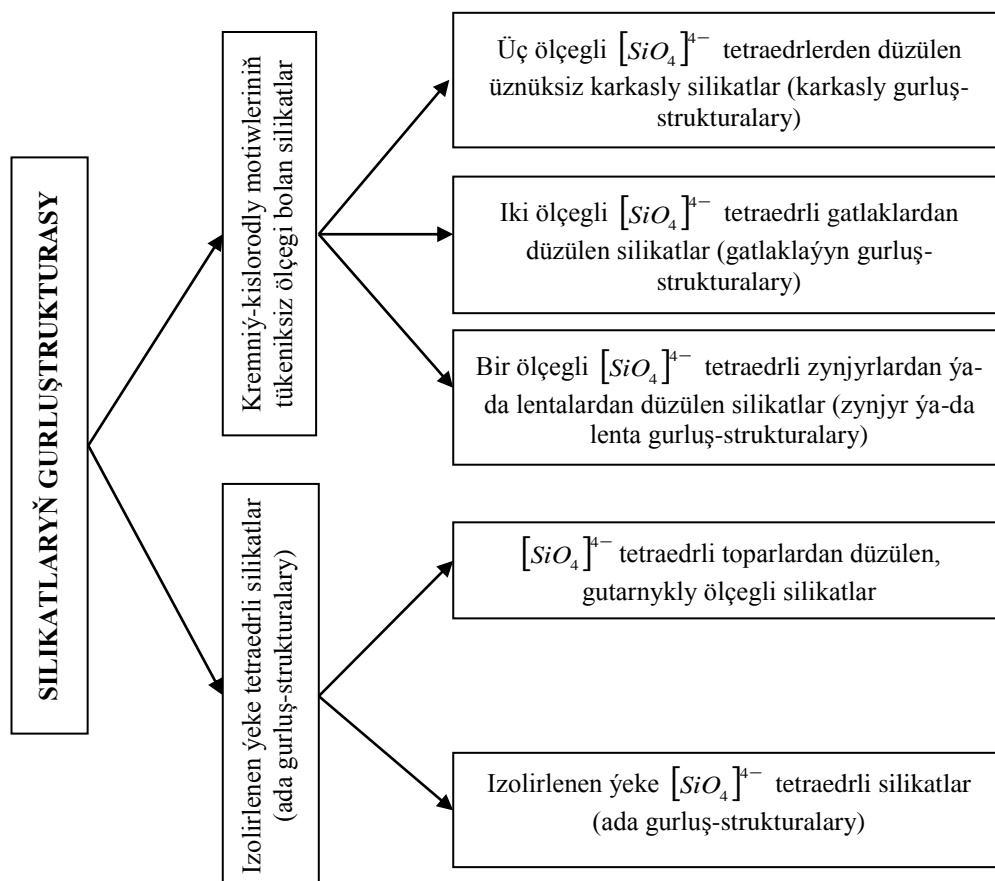 SILIKATLARYŇ GURLUŞTRUKTURASY
Kremniý-kislorodly motiwleriniň
tükeniksiz ölçegi bolan silikatlar
Üç ölçegli [SiO₄]⁴⁻ tetraedrlerden düzülen
üznüksiz karkasly silikatlar (karkasly gurluş-
strukturalary)
Iki ölçegli [SiO₄]⁴⁻ tetraedrli gatlaklardan
düzülen silikatlar (gatlaklaýyn gurluş-
strukturalary)
Bir ölçegli [SiO₄]⁴⁻ tetraedrli zynjyrlardan ýa-
da lentalardan düzülen silikatlar (zynjyr ýa-da
lenta gurluş-strukturalary)
Izolirlenen ýeke tetraedrli silikatlar
(ada gurluş-strukturalary)
[SiO₄]⁴⁻ tetraedrli toparlardan düzülen,
gutarnykly ölçegli silikatlar
Izolirlenen ýeke [SiO₄]⁴⁻ tetraedrli silikatlar
(ada gurluş-strukturalary)